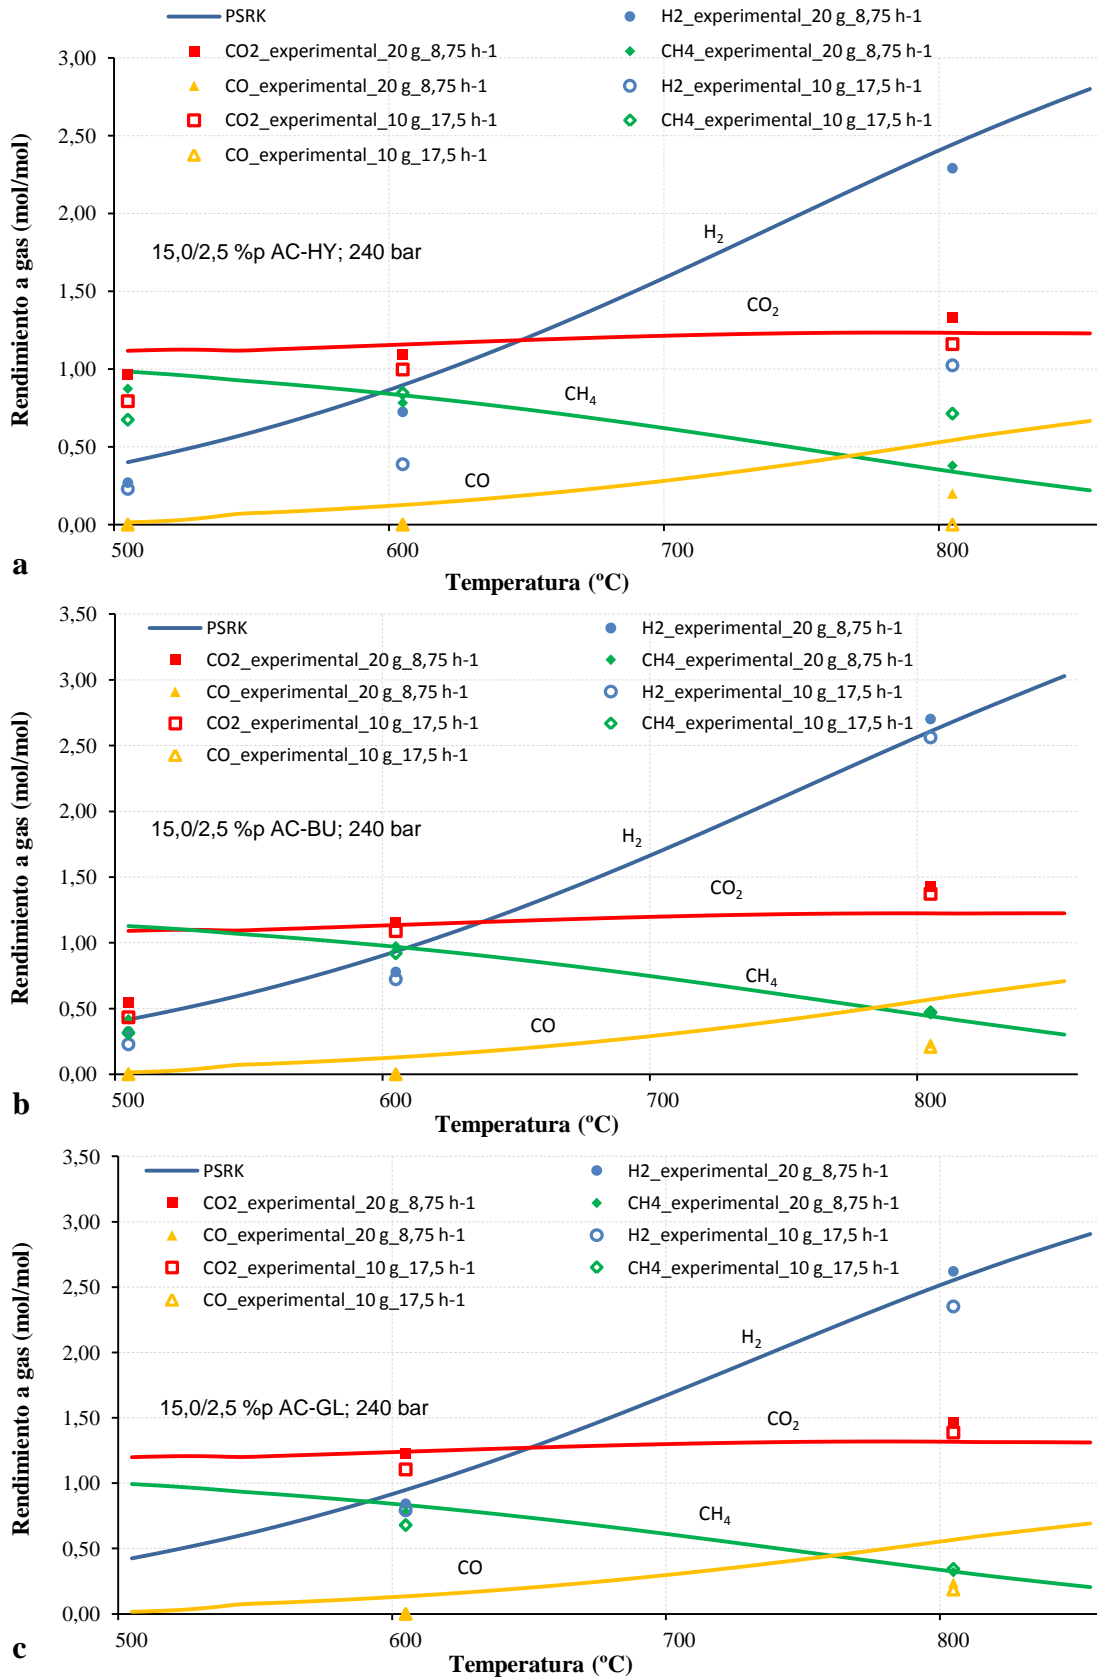 PSRK
H2_experimental_20 g_8,75 h-1
CO2_experimental_20 g_8,75 h-1
CH4_experimental_20 g_8,75 h-1
CO_experimental_20 g_8,75 h-1
H2_experimental_10 g_17,5 h-1
CO2_experimental_10 g_17,5 h-1
CH4_experimental_10 g_17,5 h-1
CO_experimental_10 g_17,5 h-1
Rendimiento a gas (mol/mol)
3,00
2,50
2,00
1,50
1,00
0,50
0,00
15,0/2,5 %p AC-HY; 240 bar
H2
CO2
CH4
CO
500
600
700
800
Temperatura (ºC)
a
PSRK
H2_experimental_20 g_8,75 h-1
CO2_experimental_20 g_8,75 h-1
CH4_experimental_20 g_8,75 h-1
CO_experimental_20 g_8,75 h-1
H2_experimental_10 g_17,5 h-1
CO2_experimental_10 g_17,5 h-1
CH4_experimental_10 g_17,5 h-1
CO_experimental_10 g_17,5 h-1
Rendimiento a gas (mol/mol)
3,50
3,00
2,50
2,00
1,50
1,00
0,50
0,00
15,0/2,5 %p AC-BU; 240 bar
H2
CO2
CH4
CO
500
600
700
800
Temperatura (ºC)
b
PSRK
H2_experimental_20 g_8,75 h-1
CO2_experimental_20 g_8,75 h-1
CH4_experimental_20 g_8,75 h-1
CO_experimental_20 g_8,75 h-1
H2_experimental_10 g_17,5 h-1
CO2_experimental_10 g_17,5 h-1
CH4_experimental_10 g_17,5 h-1
CO_experimental_10 g_17,5 h-1
Rendimiento a gas (mol/mol)
3,50
3,00
2,50
2,00
1,50
1,00
0,50
0,00
15,0/2,5 %p AC-GL; 240 bar
H2
CO2
CH4
CO
500
600
700
800
Temperatura (ºC)
c